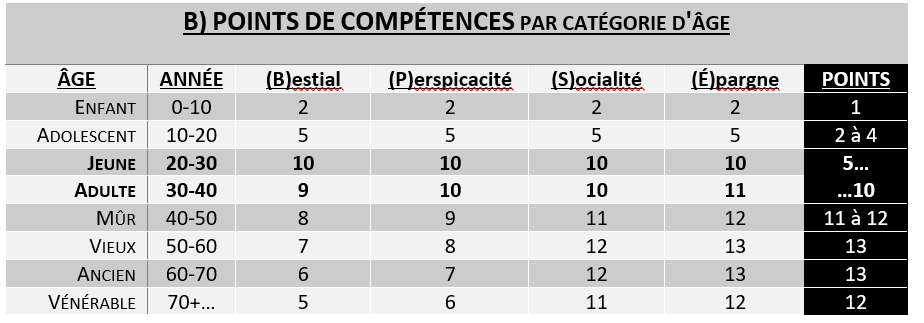 B) POINTS DE COMPÉTENCES PAR CATÉGORIE D'ÂGE
ÂGE ANNÉE (B)estial (P)erspicacité (S)ocialité (É)pargne POINTS
ENFANT 0-10 2 2 2 2 1
ADOLESCENT 10-20 5 5 5 5 2 à 4
JEUNE 20-30 10 10 10 10 5...
ADULTE 30-40 9 10 10 11 ...10
MÛR 40-50 8 9 11 12 11 à 12
VIEUX 50-60 7 8 12 13 13
ANCIEN 60-70 6 7 12 13 13
VÉNÉRABLE 70+... 5 6 11 12 12